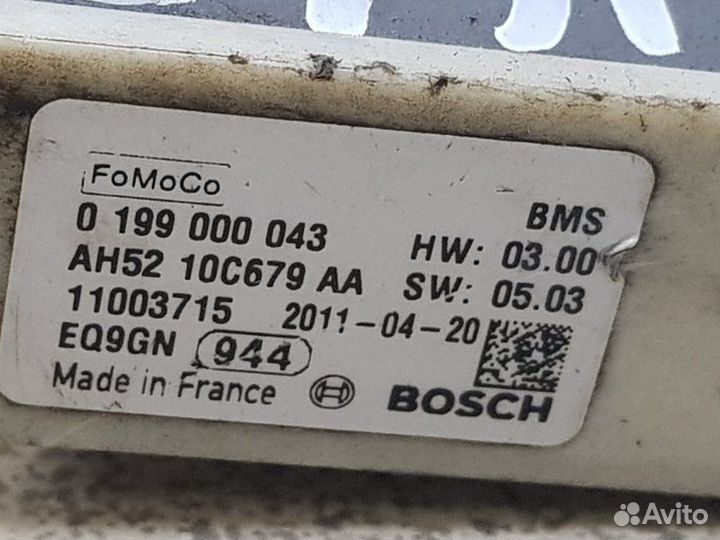 FoMoCo
0 199 000 043
BMS
AH52 10C679 AA
HW: 03.00
11003715 2011-04-20
SW: 05.03
EQ9GN 944
Made in France
BOSCH
Avito